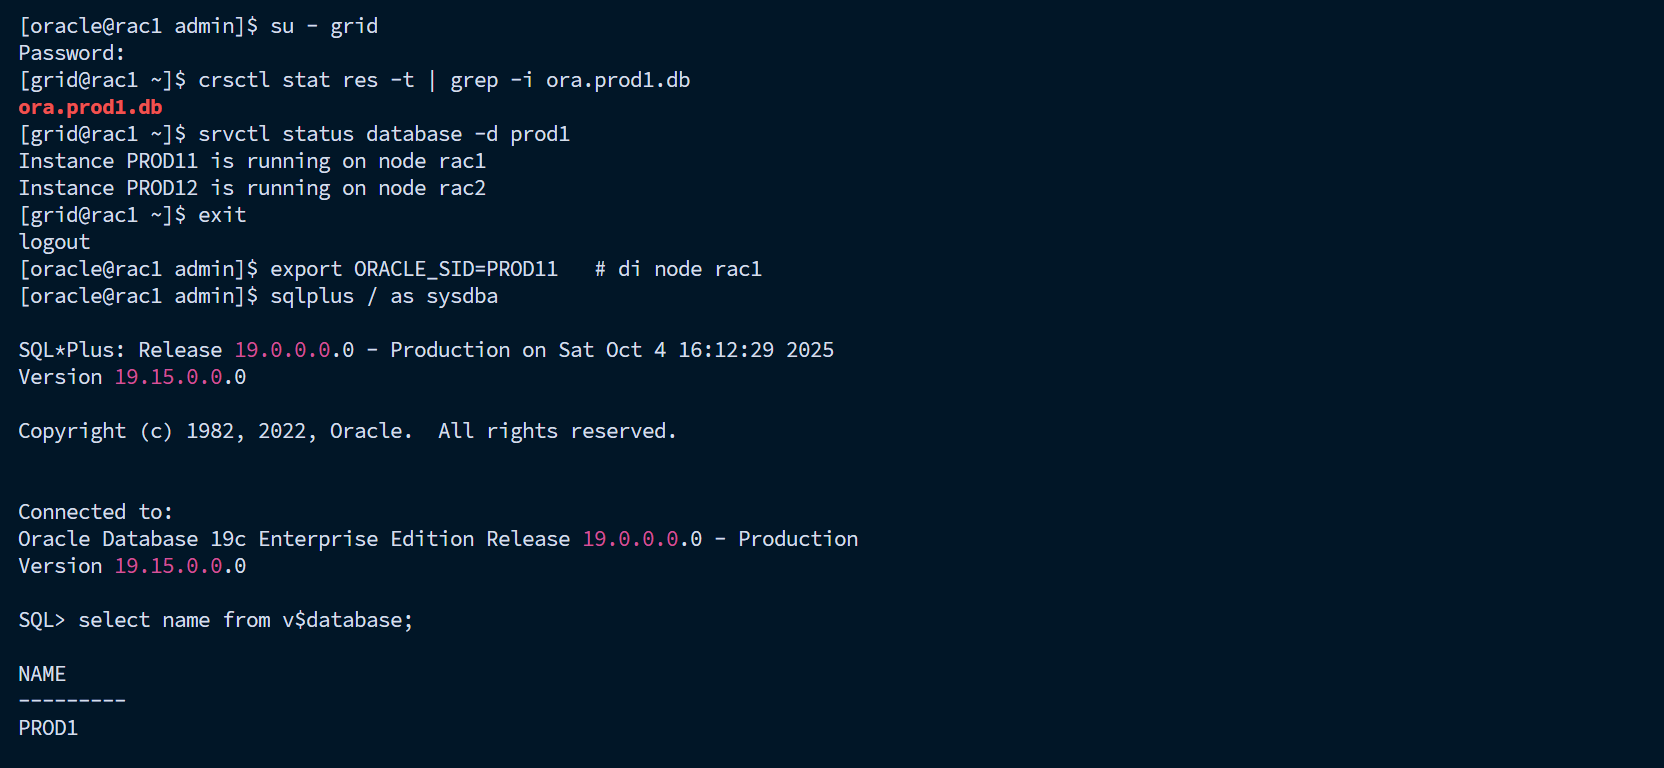 [oracle@rac1 admin]$ su - grid
Password:
[grid@rac1 ~]$ crsctl stat res -t | grep -i ora.prod1.db
ora.prod1.db
[grid@rac1 ~]$ srvctl status database -d prod1
Instance PROD11 is running on node rac1
Instance PROD12 is running on node rac2
[grid@rac1 ~]$ exit
logout
[oracle@rac1 admin]$ export ORACLE_SID=PROD11   # di node rac1
[oracle@rac1 admin]$ sqlplus / as sysdba
SQL*Plus: Release 19.0.0.0.0 - Production on Sat Oct 4 16:12:29 2025
Version 19.15.0.0.0
Copyright (c) 1982, 2022, Oracle.  All rights reserved.
Connected to:
Oracle Database 19c Enterprise Edition Release 19.0.0.0.0 - Production
Version 19.15.0.0.0
SQL> select name from v$database;
NAME
---------
PROD1